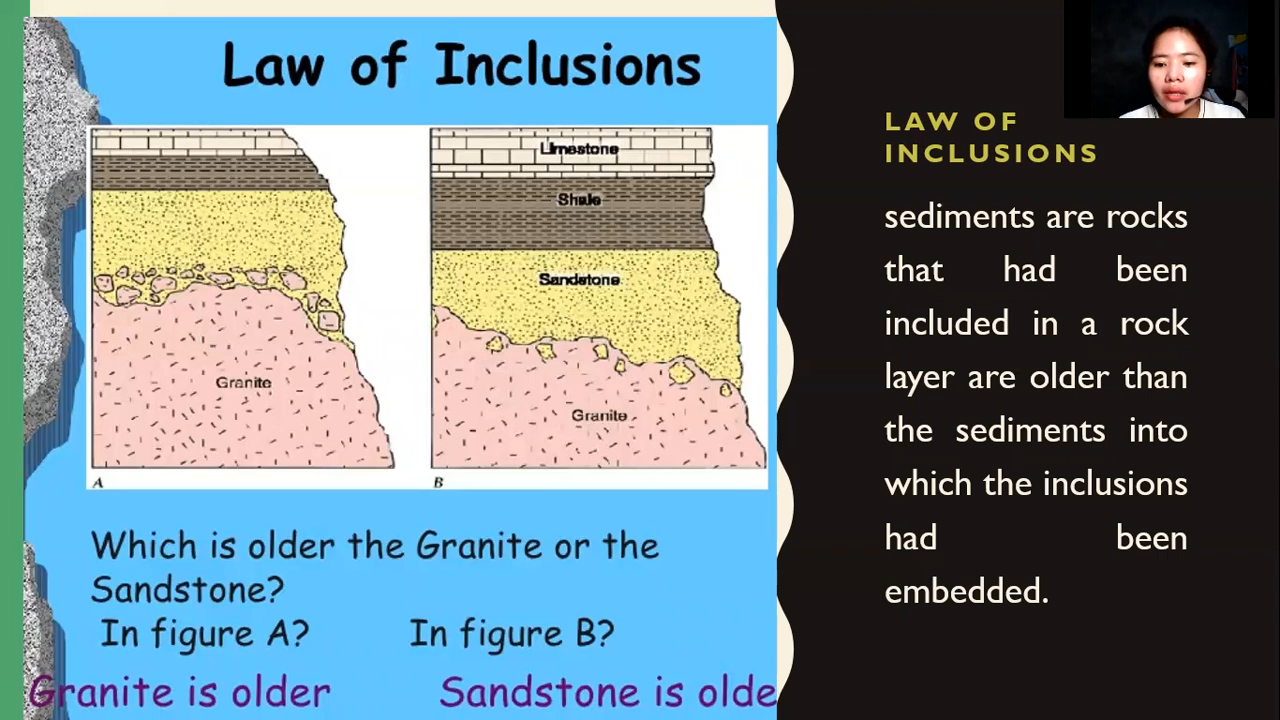 Law of Inclusions
Limestone
Shale
Sandstone
Granite
Granite
A
B
Which is older the Granite or the
Sandstone?
In figure A? In figure B?
Granite is older Sandstone is olde
LAW OF
INCLUSIONS
sediments are rocks
that had been
included in a rock
layer are older than
the sediments into
which the inclusions
had been
embedded.